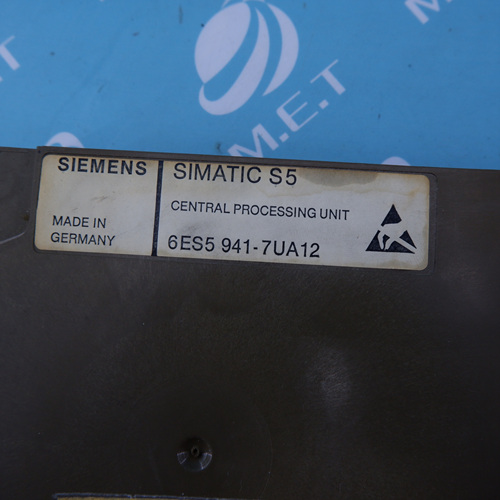 M.E.T
SIEMENS
SIMATIC S5
CENTRAL PROCESSING UNIT
MADE IN
GERMANY
6ES5 941-7UA12